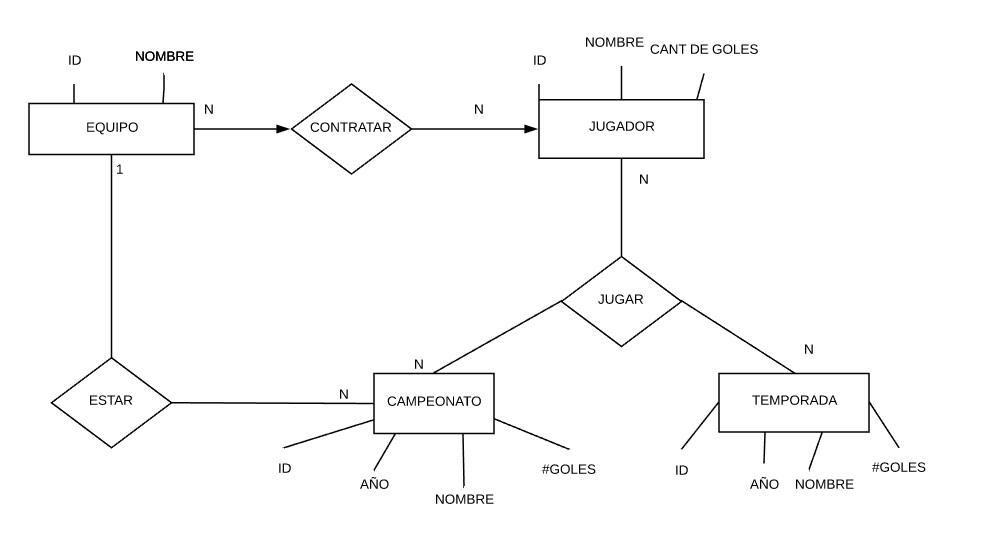 ID
NOMBRE
ID
NOMBRE
CANT DE GOLES
EQUIPO
N
CONTRATAR
N
JUGADOR
1
N
JUGAR
N
N
ESTAR
N
CAMPEONATO
TEMPORADA
ID
AÑO
NOMBRE
#GOLES
ID
AÑO
NOMBRE
#GOLES